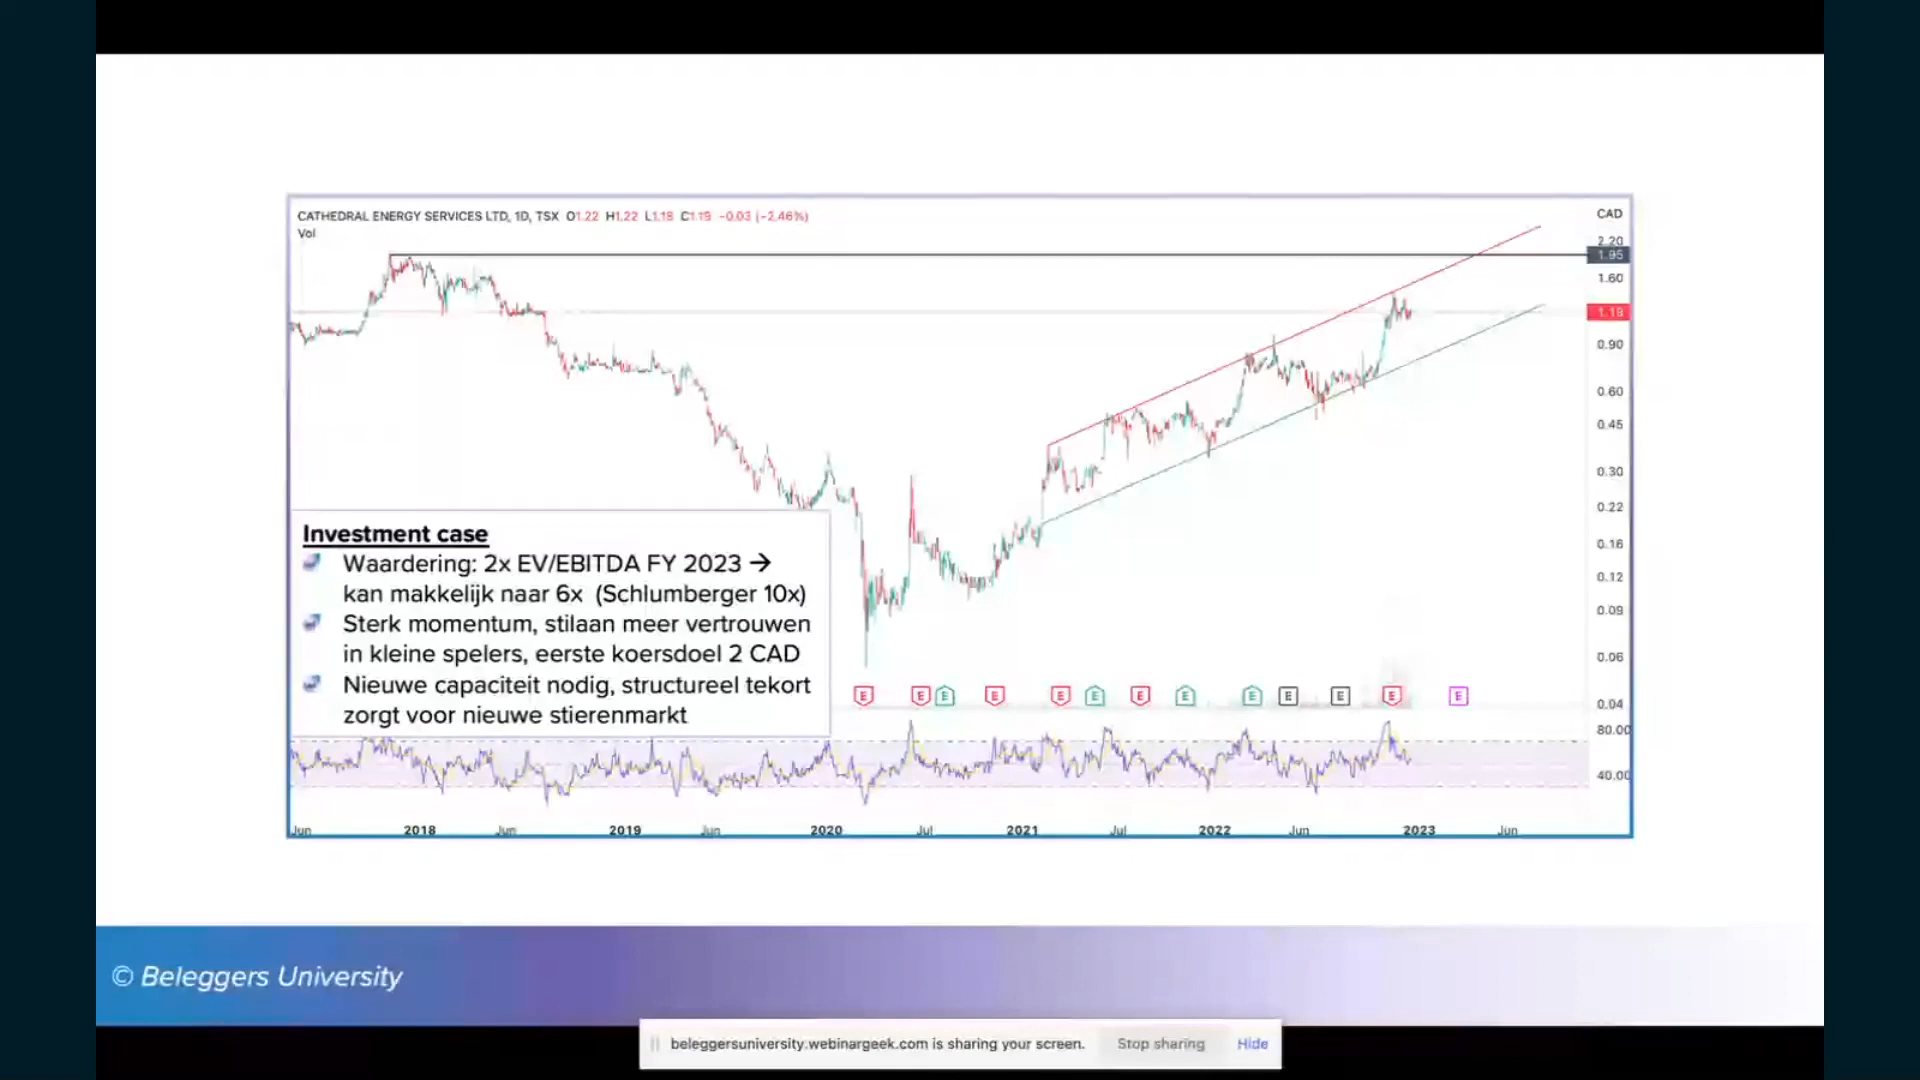 CATHEDRAL ENERGY SERVICES LTD, 1D, TSX O1.22 H1.22 L1.18 C1.19 −0.03 (−2.46%)
Vol
CAD
2.20
1.95
1.60
1.19
0.90
0.60
0.45
0.30
0.22
0.16
0.12
0.09
0.06
0.04
80.00
40.00
Investment case
Waardering: 2x EV/EBITDA FY 2023 →
kan makkelijk naar 6x (Schlumberger 10x)
Sterk momentum, stilaan meer vertrouwen
in kleine spelers, eerste koersdoel 2 CAD
Nieuwe capaciteit nodig, structureel tekort
zorgt voor nieuwe stierenmarkt
E E E E E E E E E E E E E
Jun 2018 Jun 2019 Jun 2020 Jul 2021 Jul 2022 Jun 2023 Jun
© Beleggers University
beleggersuniversity.webinargeek.com is sharing your screen. Stop sharing Hide